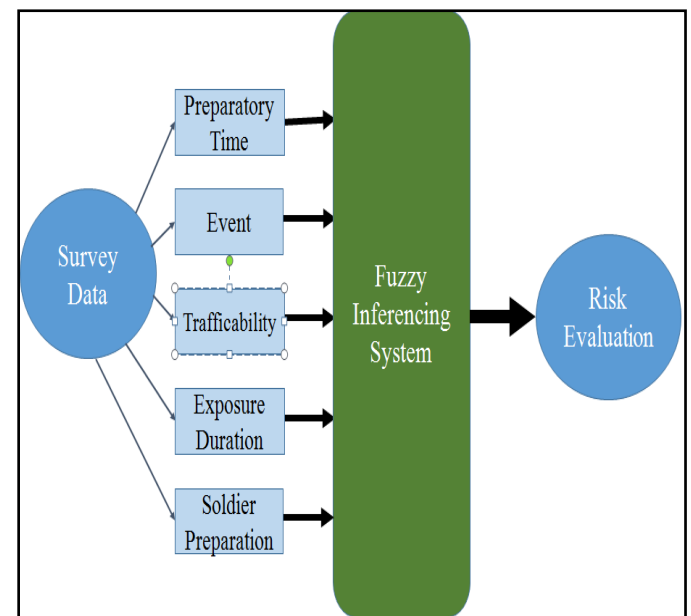 Survey
Data
Preparatory
Time
Event
Trafficability
Exposure
Duration
Soldier
Preparation
Fuzzy
Inferencing
System
Risk
Evaluation